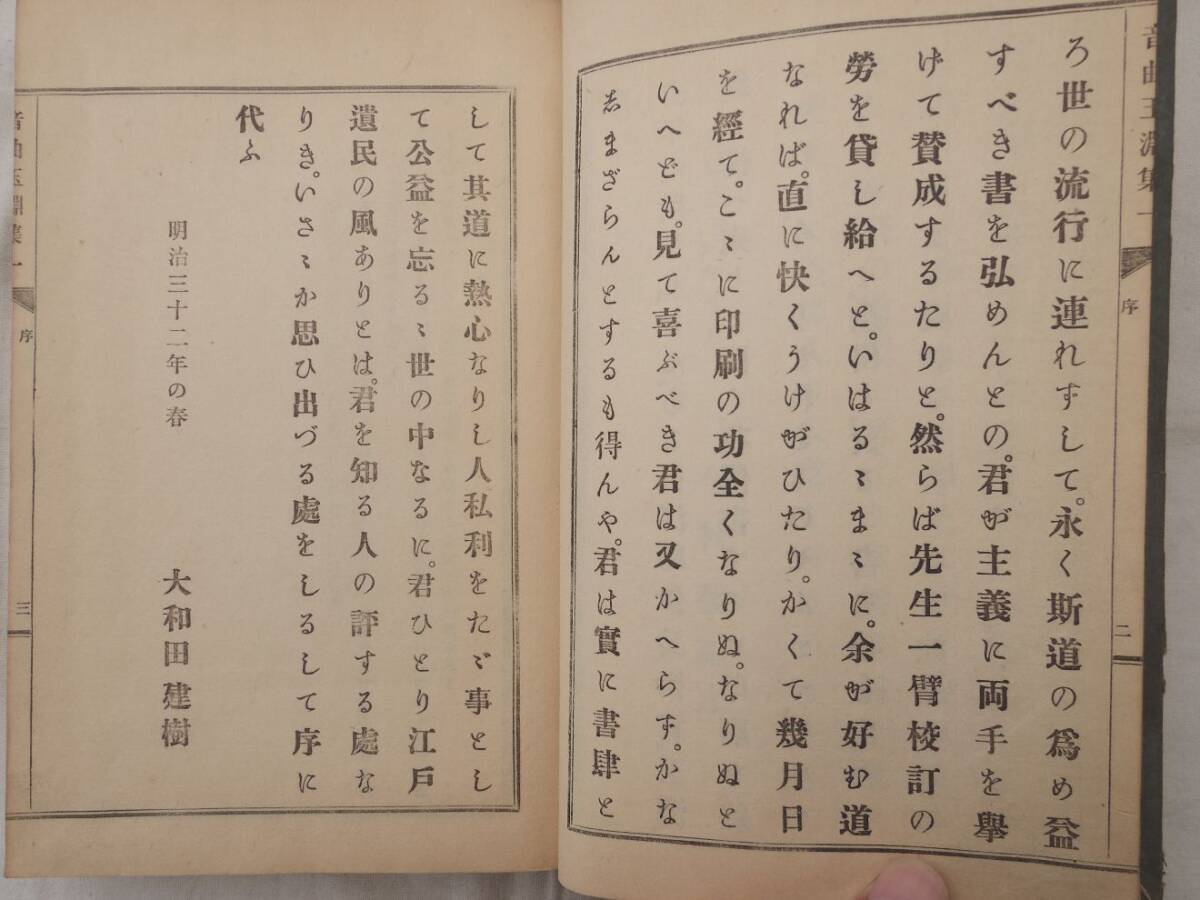 音曲玉淵集一
序
二
ろ世の流行に連れずして。永く斯道の爲め益
すべき書を弘めんとの。君が主義に両手を擧
げて賛成するたりと。然らば先生一臂校訂の
勞を貸し給へと。いはるゝまゝに。余が好む道
なれば。直に快くうけがひたり。かくて幾月日
を經て。こゝに印刷の功全くなりぬ。なりぬと
いへども。見て喜ぶべき君は又かへらず。かな
しまざらんとするも得んや。君は實に書肆と
して其道に熱心なりし人私利をたゞ事とし
て公益を忘るゝ世の中なるに。君ひとり江戸
遺民の風ありとは。君を知る人の評する處な
りき。いさゝか思ひ出づる處をしるして序に
代ふ
明治三十二年の春
大和田建樹
音曲玉淵集一
序
三